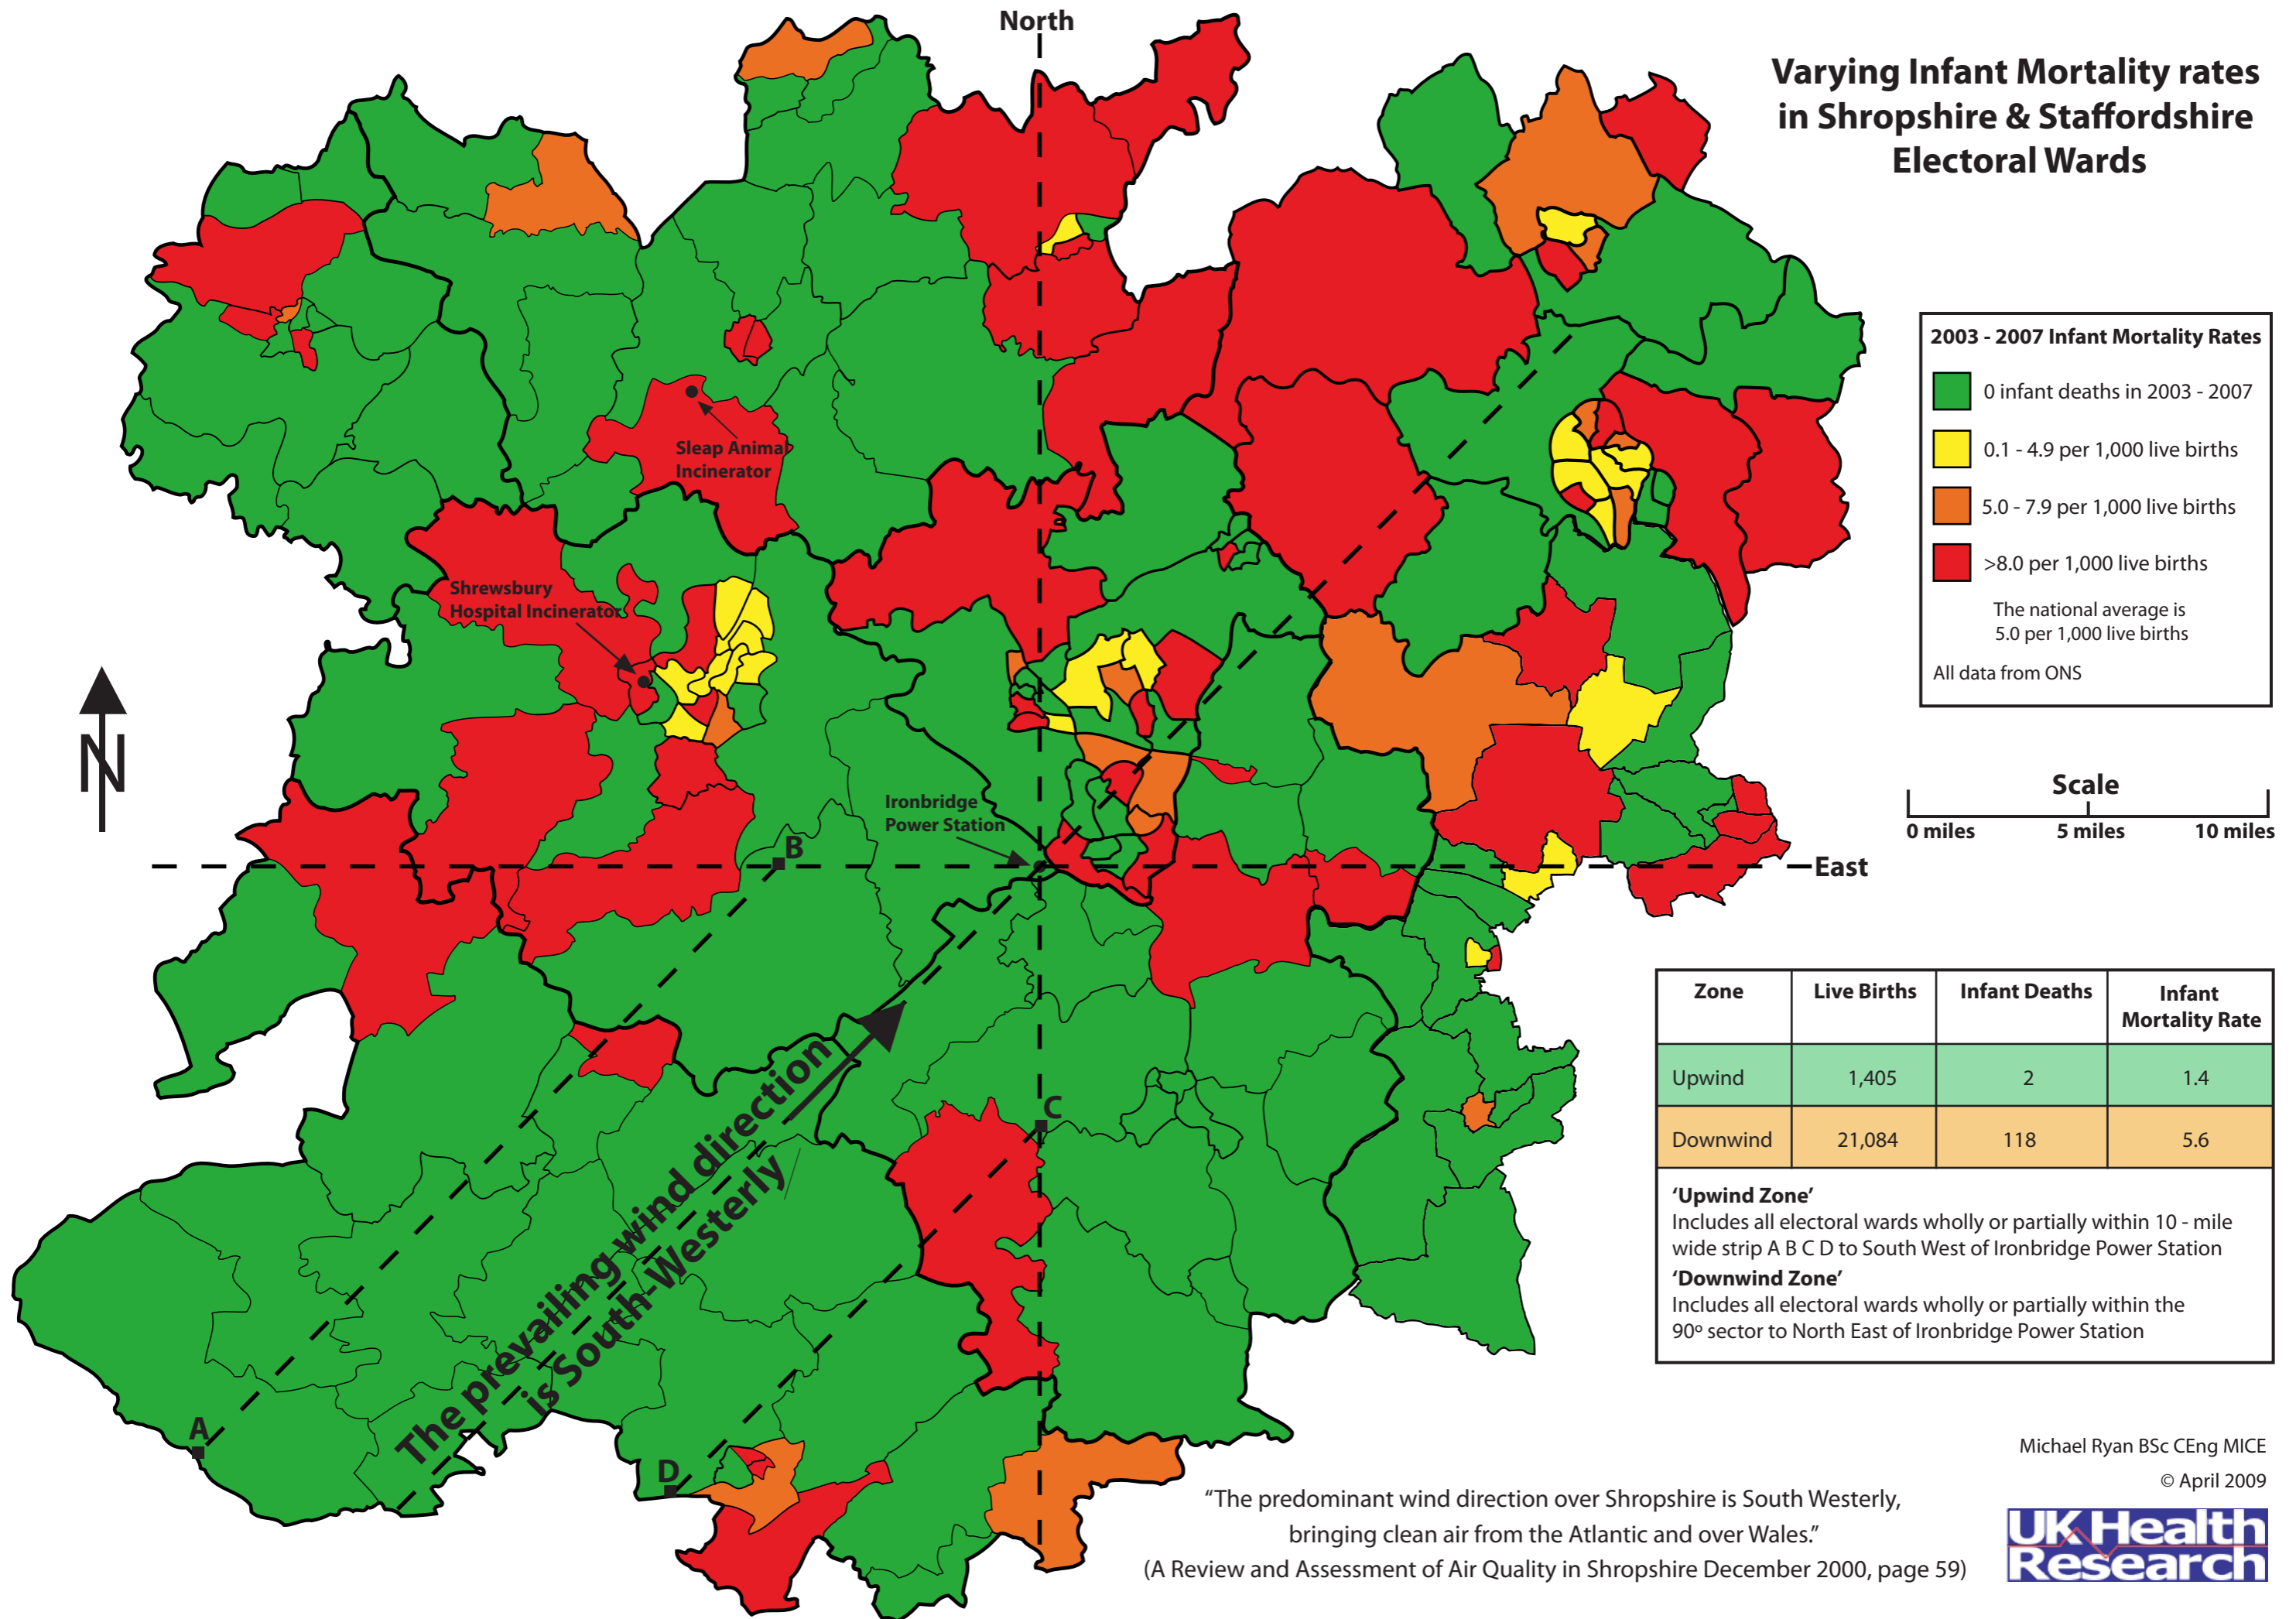 North
Varying Infant Mortality rates
in Shropshire & Staffordshire
Electoral Wards
2003 - 2007 Infant Mortality Rates
0 infant deaths in 2003 - 2007
0.1 - 4.9 per 1,000 live births
5.0 - 7.9 per 1,000 live births
>8.0 per 1,000 live births
The national average is
5.0 per 1,000 live births
All data from ONS
Sleap Animal
Incinerator
Shrewsbury
Hospital Incinerator
N
Ironbridge
Power Station
Scale
0 miles 5 miles 10 miles
B
East
Zone Live Births Infant Deaths Infant
Mortality Rate
Upwind 1,405 2 1.4
Downwind 21,084 118 5.6
‘Upwind Zone’
Includes all electoral wards wholly or partially within 10 - mile
wide strip A B C D to South West of Ironbridge Power Station
‘Downwind Zone’
Includes all electoral wards wholly or partially within the
90º sector to North East of Ironbridge Power Station
C
The prevailing wind direction
is South-Westerly
A
D
“The predominant wind direction over Shropshire is South Westerly,
bringing clean air from the Atlantic and over Wales.”
(A Review and Assessment of Air Quality in Shropshire December 2000, page 59)
Michael Ryan BSc CEng MICE
© April 2009
UK Health
Research